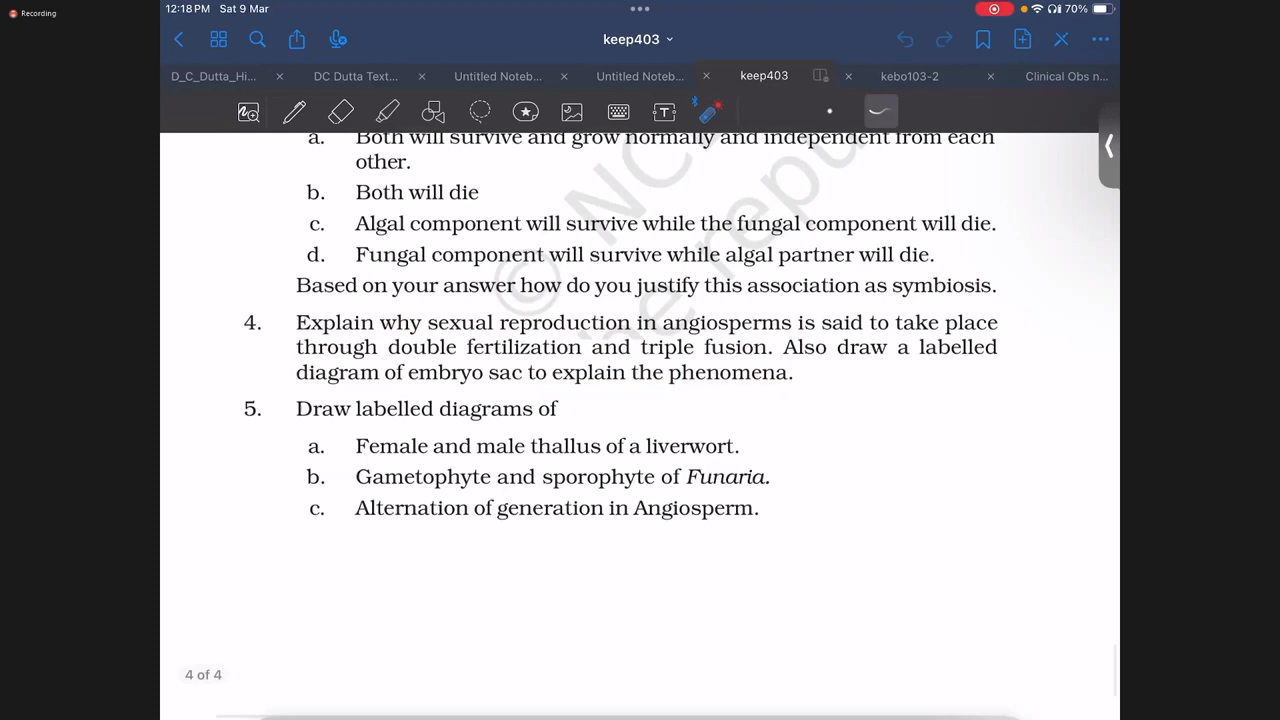 Recording
12:18 PM Sat 9 Mar
70%
keep403
D_C_Dutta_Hi...
DC Dutta Text...
Untitled Noteb...
Untitled Noteb...
keep403
kebo103-2
Clinical Obs n...
a. Both will survive and grow normally and independent from each
other.
b. Both will die
c. Algal component will survive while the fungal component will die.
d. Fungal component will survive while algal partner will die.
Based on your answer how do you justify this association as symbiosis.
4. Explain why sexual reproduction in angiosperms is said to take place
through double fertilization and triple fusion. Also draw a labelled
diagram of embryo sac to explain the phenomena.
5. Draw labelled diagrams of
a. Female and male thallus of a liverwort.
b. Gametophyte and sporophyte of Funaria.
c. Alternation of generation in Angiosperm.
4 of 4